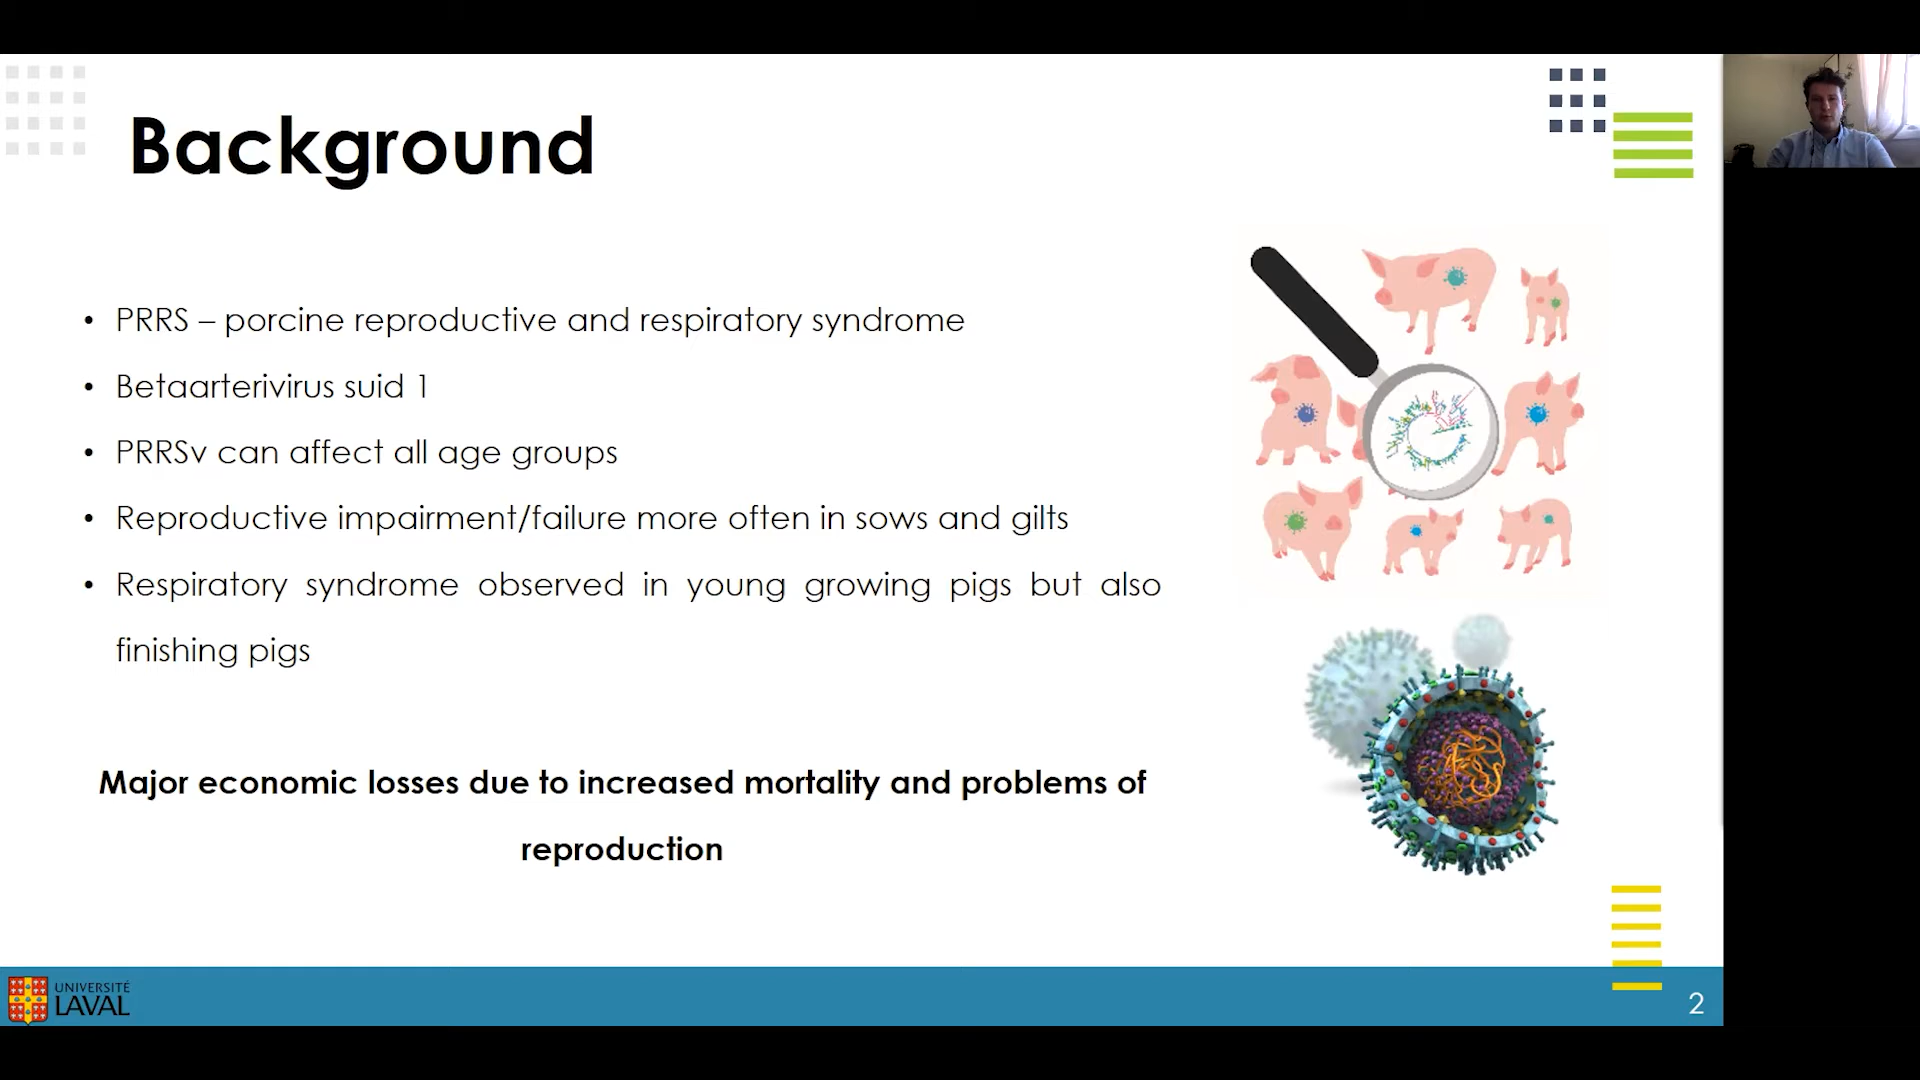 Background
• PRRS – porcine reproductive and respiratory syndrome
• Betaarterivirus suid 1
• PRRSv can affect all age groups
• Reproductive impairment/failure more often in sows and gilts
• Respiratory syndrome observed in young growing pigs but also
finishing pigs
Major economic losses due to increased mortality and problems of
reproduction
UNIVERSITÉ
LAVAL
2